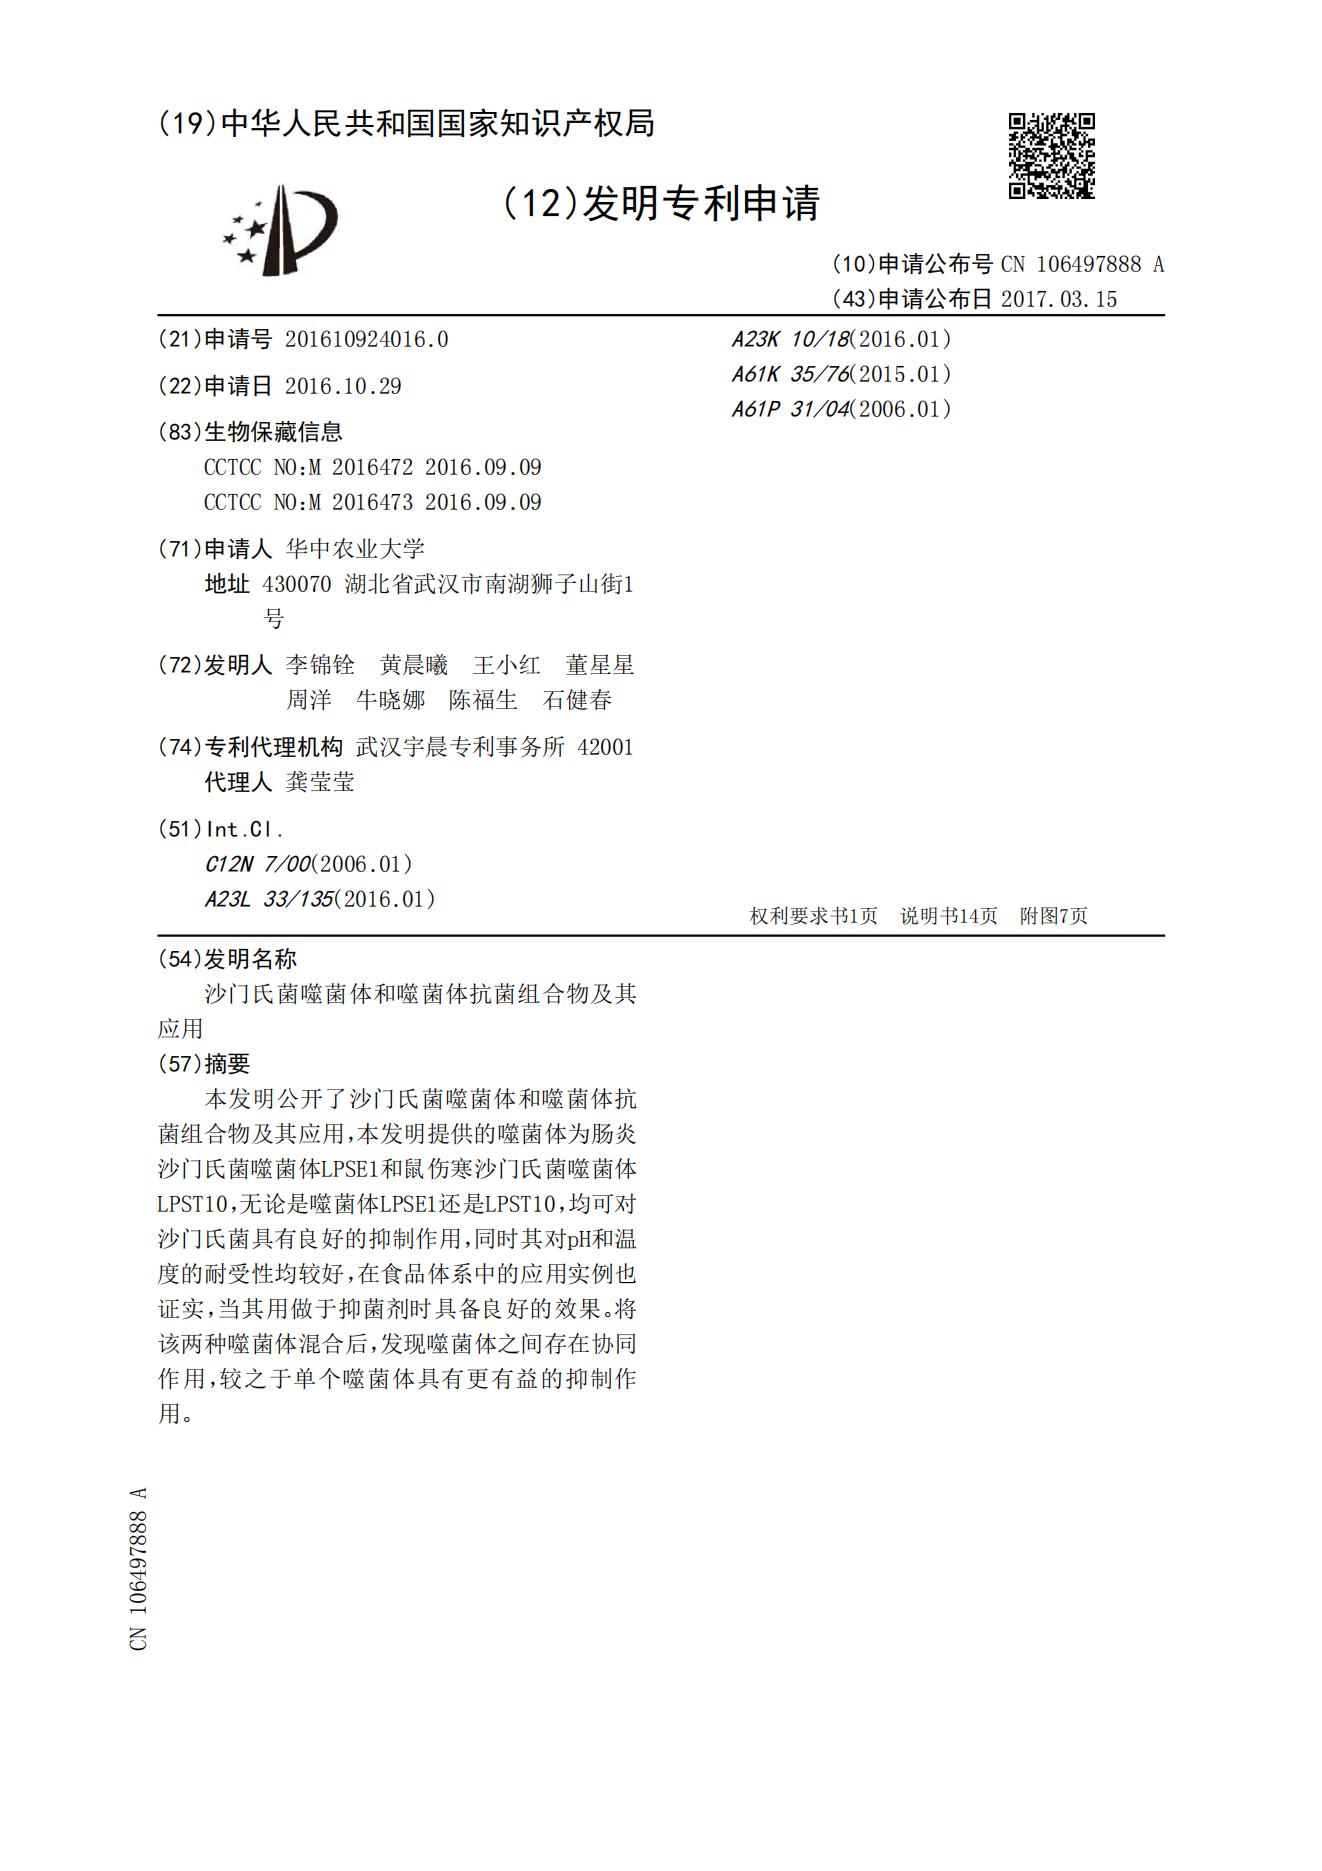 (19)中华人民共和国国家知识产权局
(12)发明专利申请
(10)申请公布号 CN 106497888 A
(43)申请公布日 2017.03.15
(21)申请号 201610924016.0
(22)申请日 2016.10.29
(83)生物保藏信息
CCTCC NO:M 2016472 2016.09.09
CCTCC NO:M 2016473 2016.09.09
(71)申请人 华中农业大学
地址 430070 湖北省武汉市南湖狮子山街1
号
(72)发明人 李锦铨 黄晨曦 王小红 董星星
周洋 牛晓娜 陈福生 石健春
(74)专利代理机构 武汉宇晨专利事务所 42001
代理人 龚莹莹
(51)Int.Cl.
C12N 7/00(2006.01)
A23L 33/135(2016.01)
A23K 10/18(2016.01)
A61K 35/76(2015.01)
A61P 31/04(2006.01)
权利要求书1页 说明书14页 附图7页
(54)发明名称
沙门氏菌噬菌体和噬菌体抗菌组合物及其
应用
(57)摘要
本发明公开了沙门氏菌噬菌体和噬菌体抗
菌组合物及其应用,本发明提供的噬菌体为肠炎
沙门氏菌噬菌体LPSE1和鼠伤寒沙门氏菌噬菌体
LPST10,无论是噬菌体LPSE1还是LPST10,均可对
沙门氏菌具有良好的抑制作用,同时其对pH和温
度的耐受性均较好,在食品体系中的应用实例也
证实,当其用做于抑菌剂时具备良好的效果。将
该两种噬菌体混合后,发现噬菌体之间存在协同
作用,较之于单个噬菌体具有更有益的抑制作
用。
CN 106497888 A